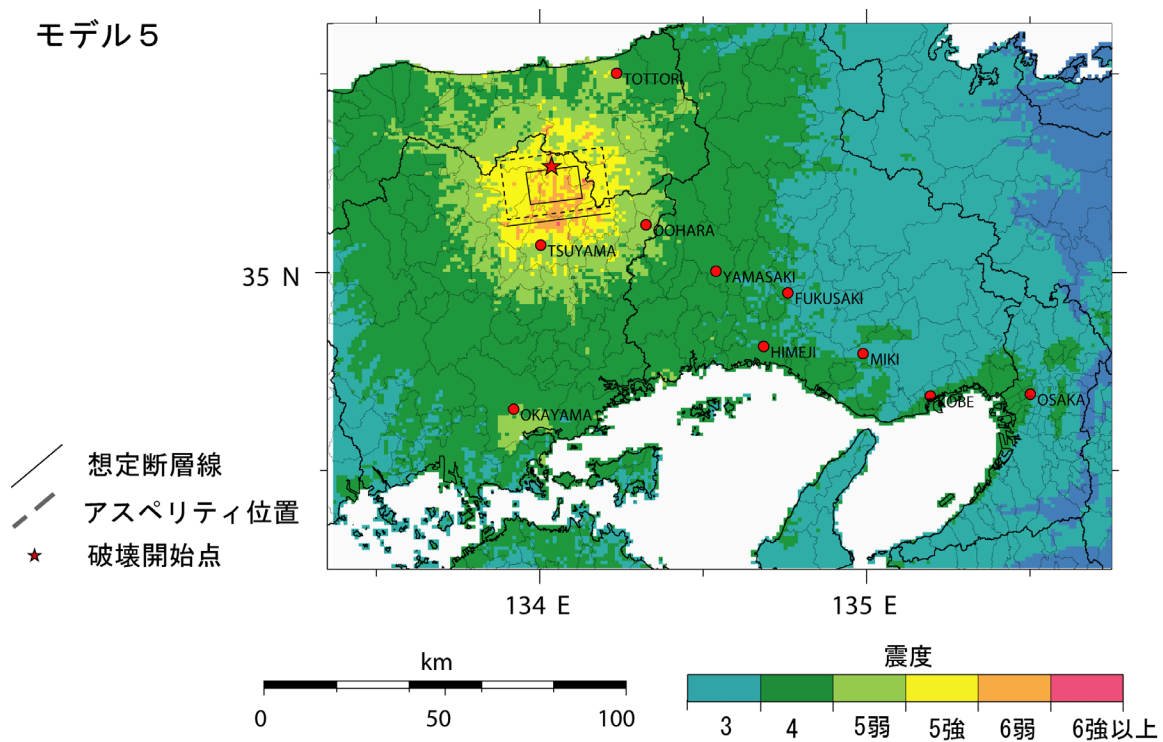 モデル５
TOTTORI
OOHARA
TSUYAMA
YAMASAKI
35 N
FUKUSAKI
HIMEJI
MIKI
KOBE
OSAKA
OKAYAMA
想定断層線
アスペリティ位置
破壊開始点
134 E
135 E
km
0
50
100
震度
3
4
5弱
5強
6弱
6強以上